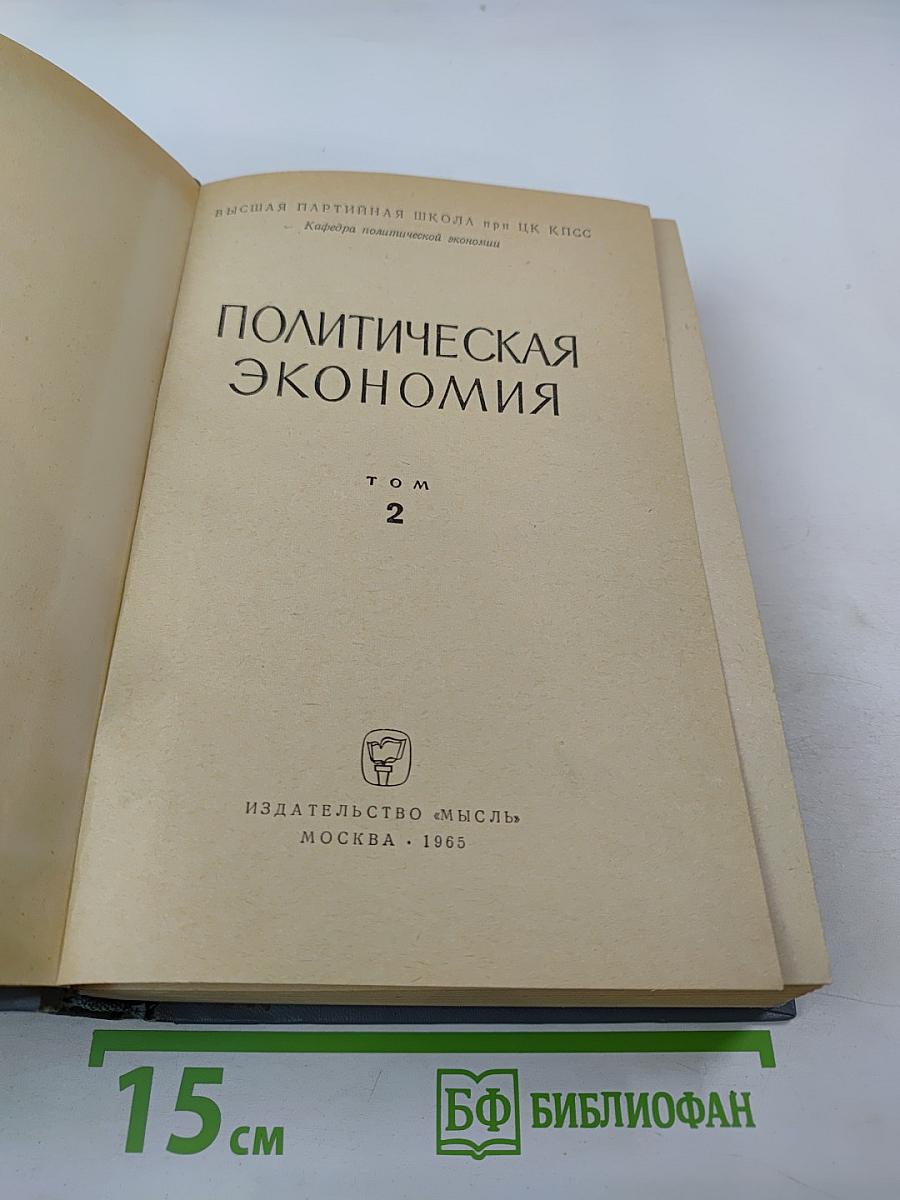 ВЫСШАЯ ПАРТИЙНАЯ ШКОЛА при ЦК КПСС
Кафедра политической экономии
ПОЛИТИЧЕСКАЯ
ЭКОНОМИЯ
ТОМ
2
ИЗДАТЕЛЬСТВО «МЫСЛЬ»
МОСКВА • 1965
15 см
БФ БИБЛИОФАН